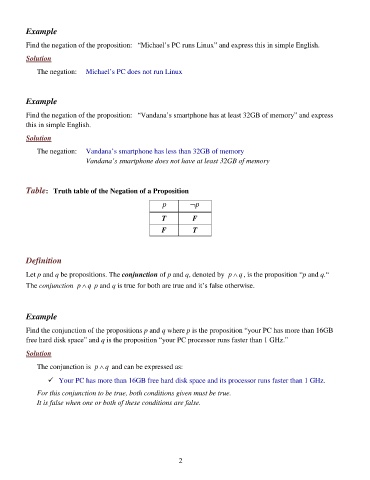 Example
Find the negation of the proposition: "Michael's PC runs Linux" and express this in simple English.
Solution
The negation: Michael's PC does not run Linux
Example
Find the negation of the proposition: "Vandana's smartphone has at least 32GB of memory" and express
this in simple English.
Solution
The negation: Vandana's smartphone has less than 32GB of memory
Vandana's smartphone does not have at least 32GB of memory
Table: Truth table of the Negation of a Proposition
p ¬p
T F
F T
Definition
Let p and q be propositions. The conjunction of p and q, denoted by p ∧ q, is the proposition "p and q."
The conjunction p ∧ q p and q is true for both are true and it's false otherwise.
Example
Find the conjunction of the propositions p and q where p is the proposition "your PC has more than 16GB
free hard disk space" and q is the proposition "your PC processor runs faster than 1 GHz."
Solution
The conjunction is p ∧ q and can be expressed as:
✓ Your PC has more than 16GB free hard disk space and its processor runs faster than 1 GHz.
For this conjunction to be true, both conditions given must be true.
It is false when one or both of these conditions are false.
2